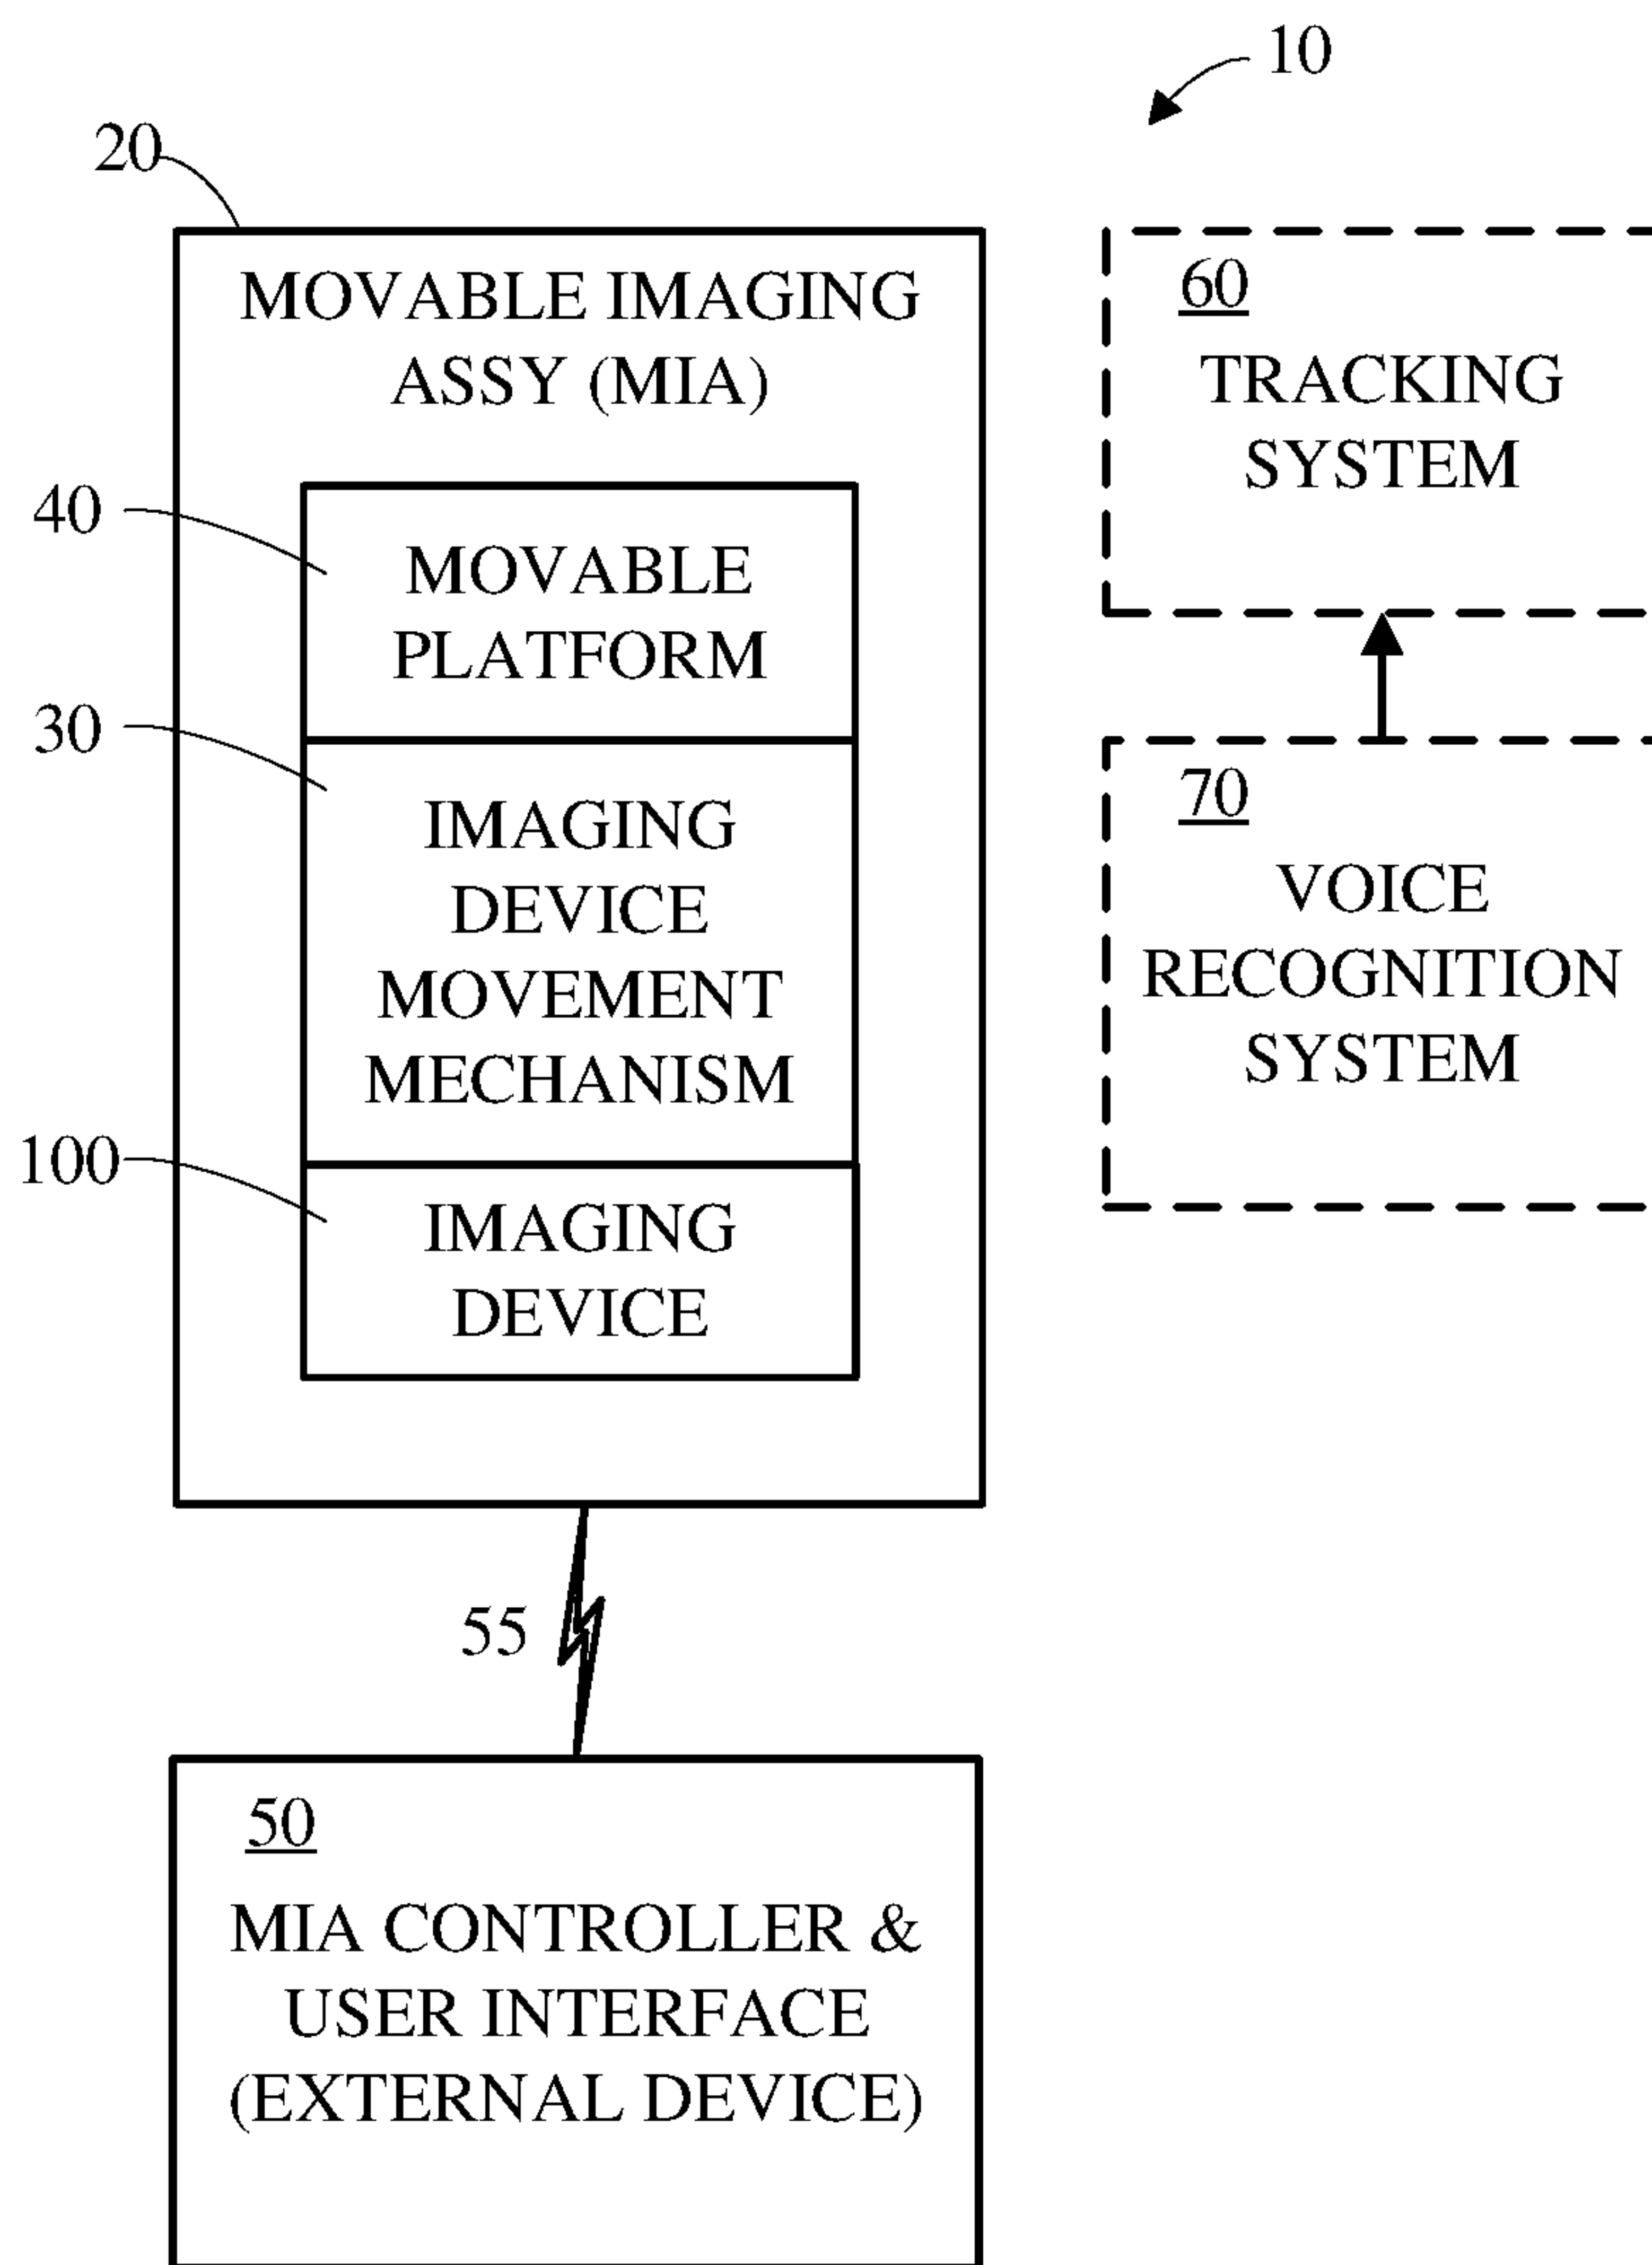 10
20
MOVABLE IMAGING
ASSY (MIA)
40
MOVABLE
PLATFORM
30
IMAGING
DEVICE
MOVEMENT
MECHANISM
100
IMAGING
DEVICE
60
TRACKING
SYSTEM
70
VOICE
RECOGNITION
SYSTEM
55
50
MIA CONTROLLER &
USER INTERFACE
(EXTERNAL DEVICE)